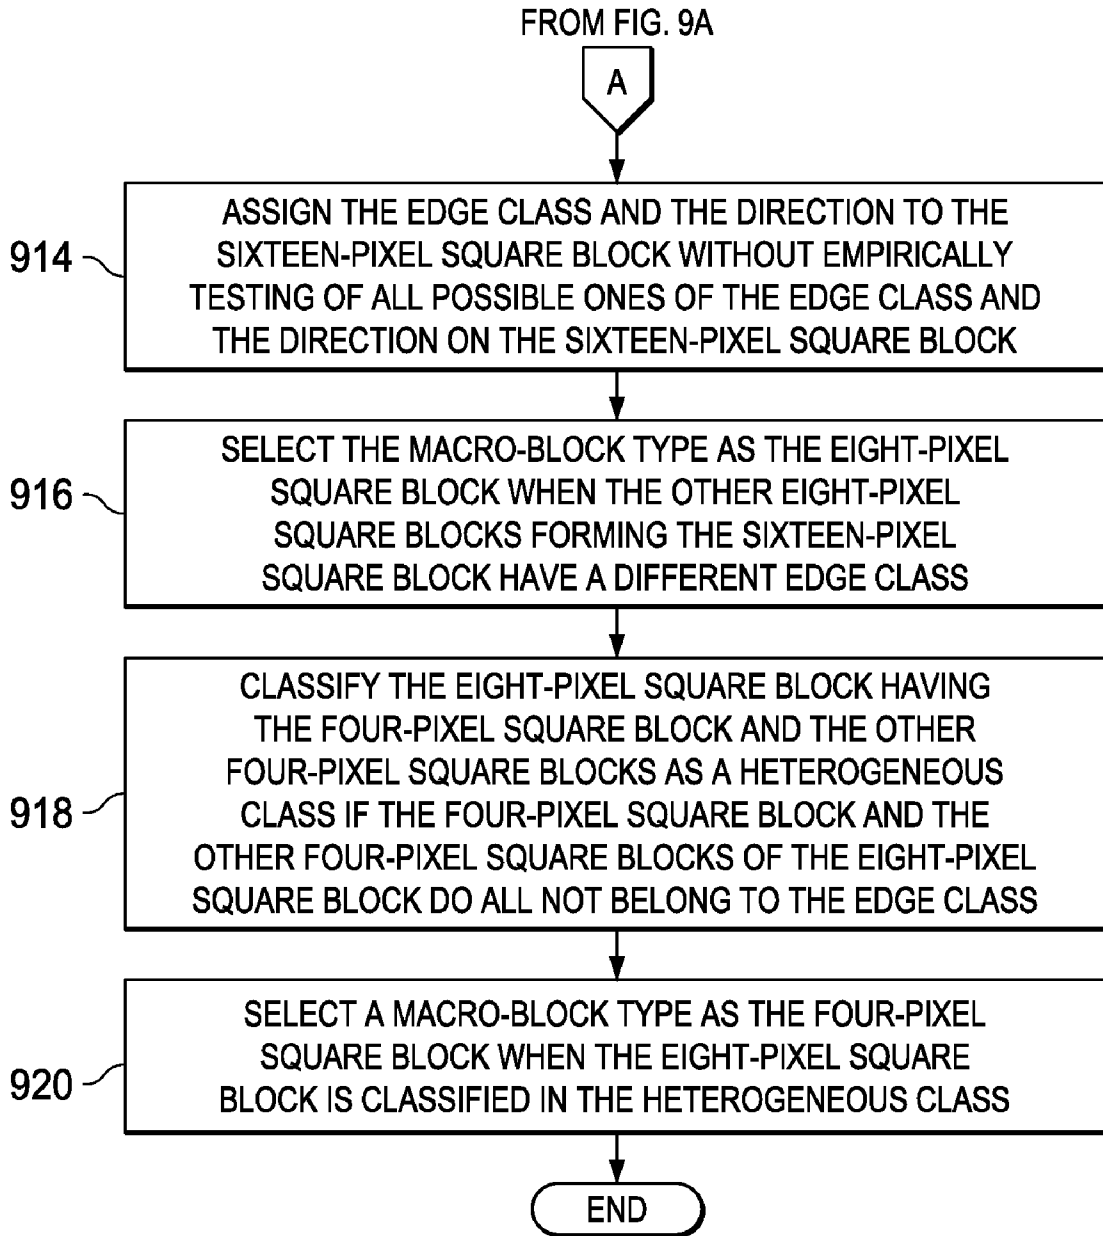 FROM FIG. 9A
A
914
ASSIGN THE EDGE CLASS AND THE DIRECTION TO THE
SIXTEEN-PIXEL SQUARE BLOCK WITHOUT EMPIRICALLY
TESTING OF ALL POSSIBLE ONES OF THE EDGE CLASS AND
THE DIRECTION ON THE SIXTEEN-PIXEL SQUARE BLOCK
916
SELECT THE MACRO-BLOCK TYPE AS THE EIGHT-PIXEL
SQUARE BLOCK WHEN THE OTHER EIGHT-PIXEL
SQUARE BLOCKS FORMING THE SIXTEEN-PIXEL
SQUARE BLOCK HAVE A DIFFERENT EDGE CLASS
918
CLASSIFY THE EIGHT-PIXEL SQUARE BLOCK HAVING
THE FOUR-PIXEL SQUARE BLOCK AND THE OTHER
FOUR-PIXEL SQUARE BLOCKS AS A HETEROGENEOUS
CLASS IF THE FOUR-PIXEL SQUARE BLOCK AND THE
OTHER FOUR-PIXEL SQUARE BLOCKS OF THE EIGHT-PIXEL
SQUARE BLOCK DO ALL NOT BELONG TO THE EDGE CLASS
920
SELECT A MACRO-BLOCK TYPE AS THE FOUR-PIXEL
SQUARE BLOCK WHEN THE EIGHT-PIXEL SQUARE
BLOCK IS CLASSIFIED IN THE HETEROGENEOUS CLASS
END